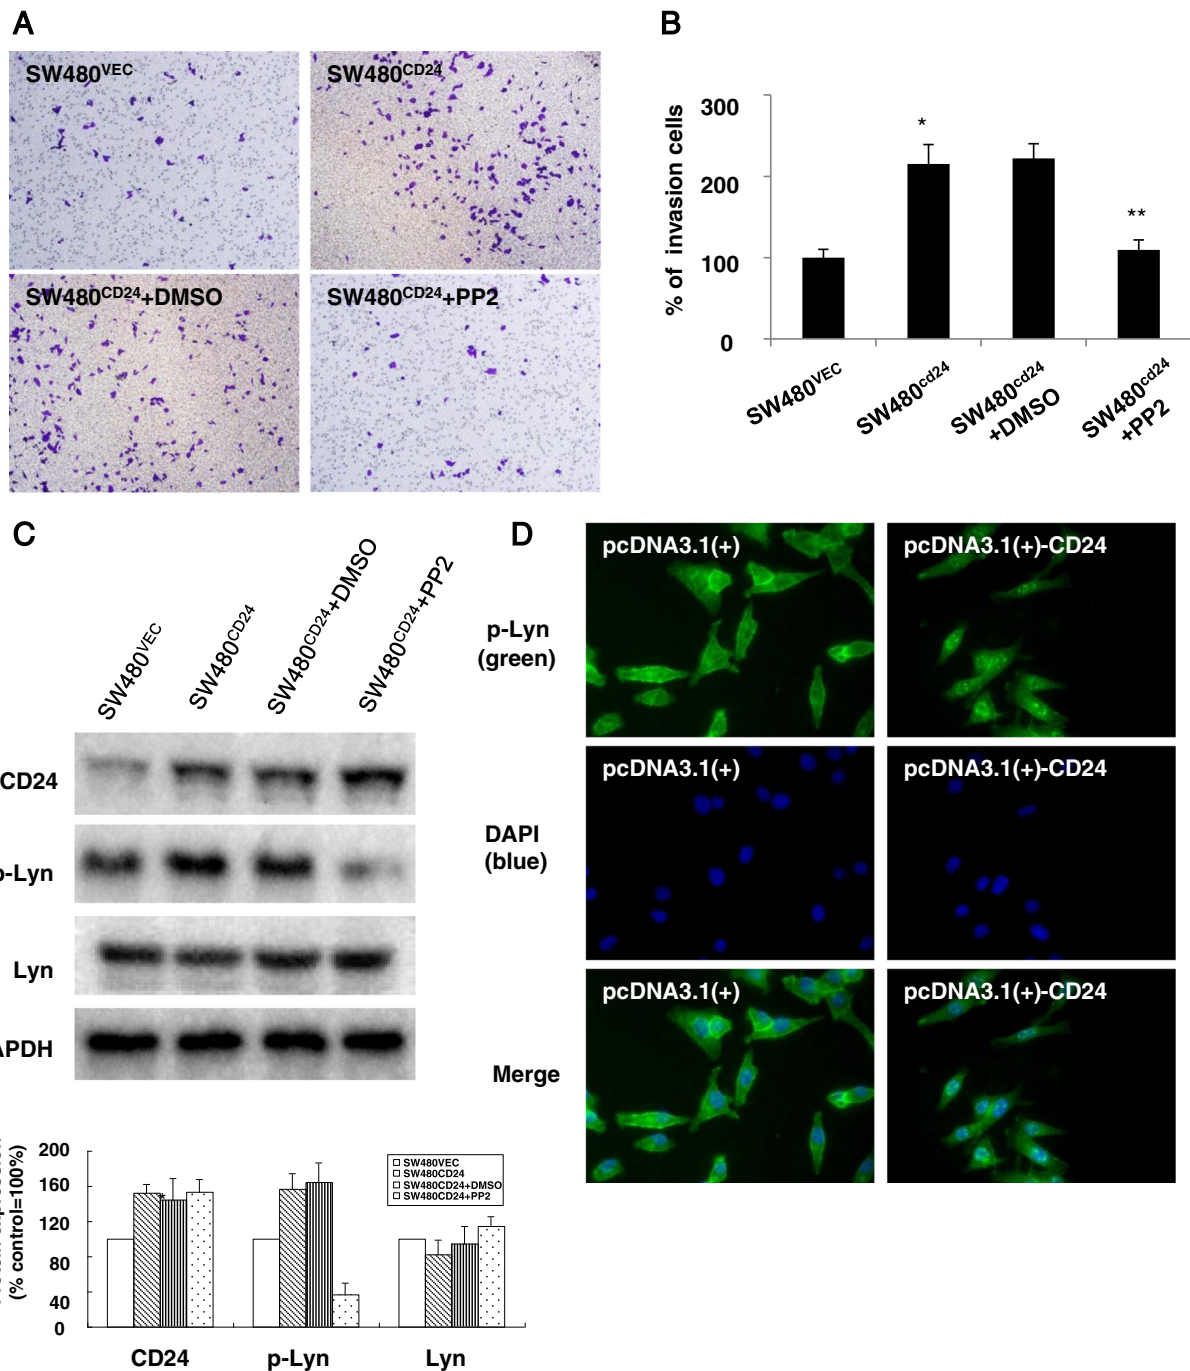 A
SW480VEC
SW480CD24
SW480CD24+DMSO
SW480CD24+PP2
B
% of invasion cells
300
200
100
0
*
**
SW480VEC
SW480cd24
SW480cd24
+DMSO
SW480cd24
+PP2
C
SW480VEC
SW480CD24
SW480CD24+DMSO
SW480CD24+PP2
CD24
p-Lyn
Lyn
APDH
(% control=100%)
200
160
120
80
40
0
*
SW480VEC
SW480CD24
SW480CD24+DMSO
SW480CD24+PP2
CD24
p-Lyn
Lyn
D
pcDNA3.1(+)
pcDNA3.1(+)-CD24
p-Lyn
(green)
pcDNA3.1(+)
pcDNA3.1(+)-CD24
DAPI
(blue)
pcDNA3.1(+)
pcDNA3.1(+)-CD24
Merge